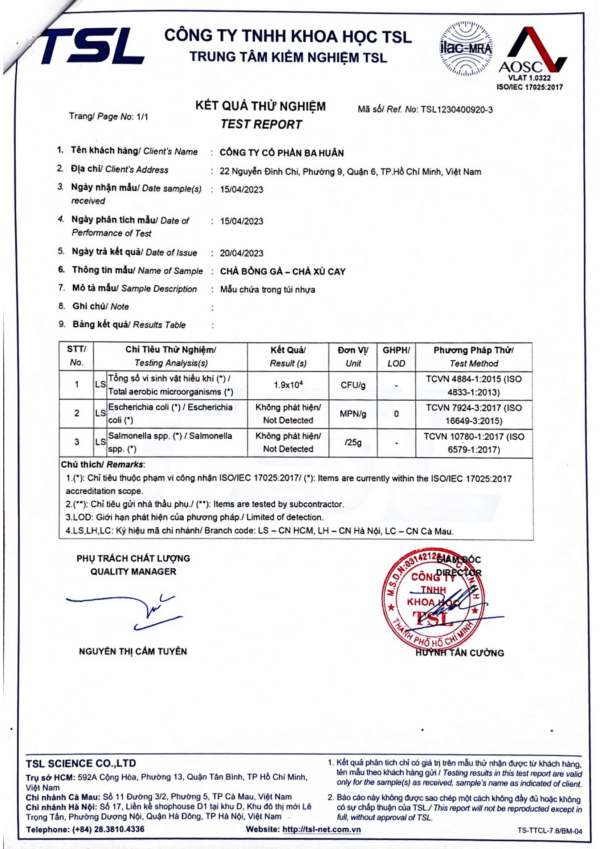 TSL
CÔNG TY TNHH KHOA HỌC TSL
TRUNG TÂM KIỂM NGHIỆM TSL
ilac-MRA
AOSC
VLAT 1.0322
ISO/IEC 17025:2017
Trang/ Page No: 1/1
KẾT QUẢ THỬ NGHIỆM
TEST REPORT
Mã số/ Ref. No: TSL1230400920-3
1. Tên khách hàng/ Client's Name : CÔNG TY CỔ PHẦN BA HUÂN
2. Địa chỉ/ Client's Address : 22 Nguyễn Đình Chi, Phường 9, Quận 6, TP.Hồ Chí Minh, Việt Nam
3. Ngày nhận mẫu/ Date sample(s) : 15/04/2023
received
4. Ngày phân tích mẫu/ Date of : 15/04/2023
Performance of Test
5. Ngày trả kết quả/ Date of Issue : 20/04/2023
6. Thông tin mẫu/ Name of Sample : CHÀ BÔNG GÀ – CHÀ XÙ CAY
7. Mô tả mẫu/ Sample Description : Mẫu chứa trong túi nhựa
8. Ghi chú/ Note :
9. Bảng kết quả/ Results Table :
STT/ Chỉ Tiêu Thử Nghiệm/ Kết Quả/ Đơn Vị/ GHPH/ Phương Pháp Thử/
No. Testing Analysis(s) Result (s) Unit LOD Test Method
1 LS Tổng số vi sinh vật hiếu khí (*) / 1.9x10⁴ CFU/g - TCVN 4884-1:2015 (ISO
Total aerobic microorganisms (*) 4833-1:2013)
2 LS Escherichia coli (*) / Escherichia Không phát hiện/ MPN/g 0 TCVN 7924-3:2017 (ISO
coli (*) Not Detected 16649-3:2015)
3 LS Salmonella spp. (*) / Salmonella Không phát hiện/ /25g - TCVN 10780-1:2017 (ISO
spp. (*) Not Detected 6579-1:2017)
Chú thích/ Remarks:
1.(*): Chỉ tiêu thuộc phạm vi công nhận ISO/IEC 17025:2017/ (*): Items are currently within the ISO/IEC 17025:2017
accreditation scope.
2.(**): Chỉ tiêu gửi nhà thầu phụ./ (**): Items are tested by subcontractor.
3.LOD: Giới hạn phát hiện của phương pháp./ Limited of detection.
4.LS,LH,LC: Ký hiệu mã chi nhánh/ Branch code: LS – CN HCM, LH – CN Hà Nội, LC – CN Cà Mau.
PHỤ TRÁCH CHẤT LƯỢNG
QUALITY MANAGER
GIÁM ĐỐC
DIRECTOR
CÔNG TY
TNHH
KHOA HỌC
TSL
THÀNH PHỐ HỒ CHÍ MINH
NGUYỄN THỊ CẨM TUYÊN
HUỲNH TẤN CƯỜNG
TSL SCIENCE CO.,LTD
Trụ sở HCM: 592A Cộng Hòa, Phường 13, Quận Tân Bình, TP Hồ Chí Minh,
Việt Nam
Chi nhánh Cà Mau: Số 11 Đường 3/2, Phường 5, TP Cà Mau, Việt Nam
Chi nhánh Hà Nội: Số 17, Liền kề shophouse D1 tại khu D, Khu đô thị mới Lê
Trọng Tấn, Phường Dương Nội, Quận Hà Đông, TP Hà Nội, Việt Nam
Telephone: (+84) 28.3810.4336 Website: http://tsl-net.com.vn
1. Kết quả phân tích chỉ có giá trị trên mẫu thử nhận được từ khách hàng,
tên mẫu theo khách hàng gửi / Testing results in this test report are valid
only for the sample(s) as received, sample's name as indicated of client.
2. Báo cáo này không được sao chép một cách không đầy đủ hoặc không
có sự chấp thuận của TSL./ This report will not be reproducted except in
full, without approval of TSL.
TS-TTCL-7.8/BM-04